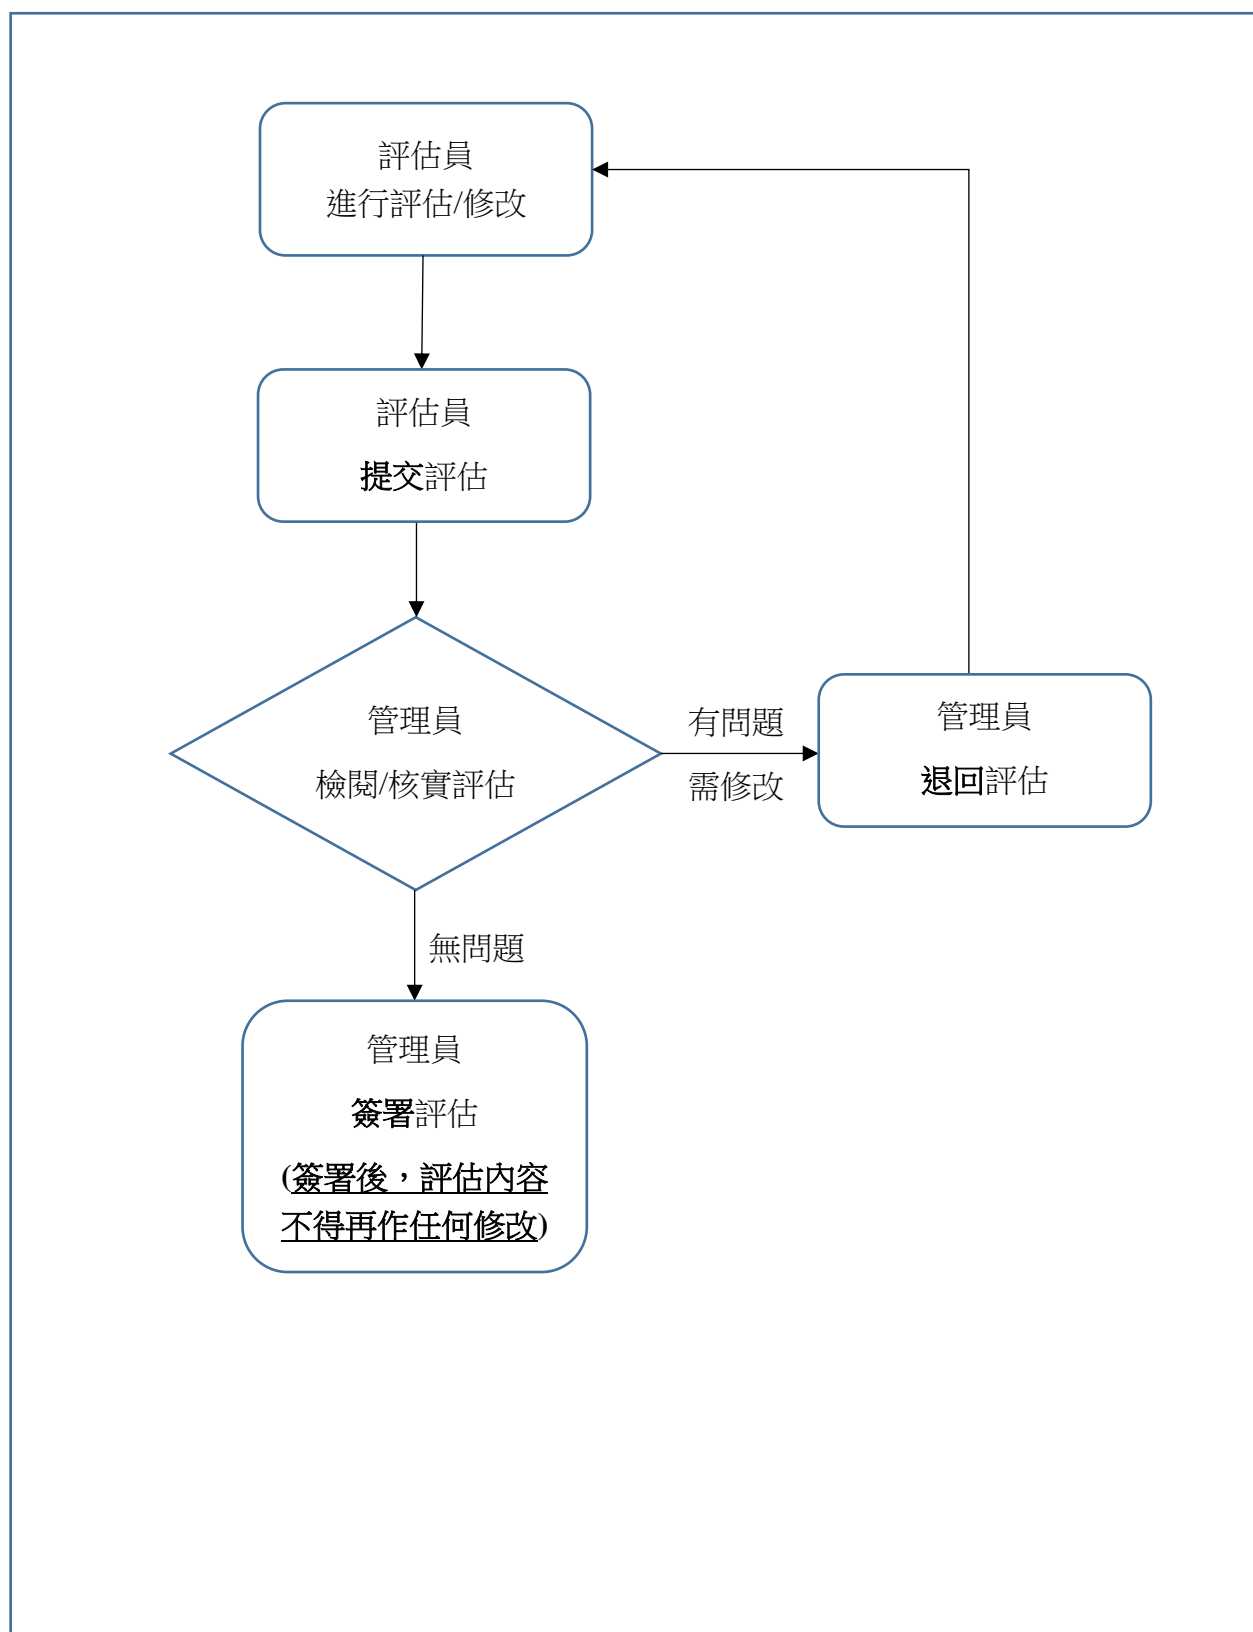 評估員
進行評估/修改
評估員
提交評估
管理員
檢閱/核實評估
有問題
需修改
管理員
退回評估
無問題
管理員
簽署評估
(簽署後，評估內容
不得再作任何修改)